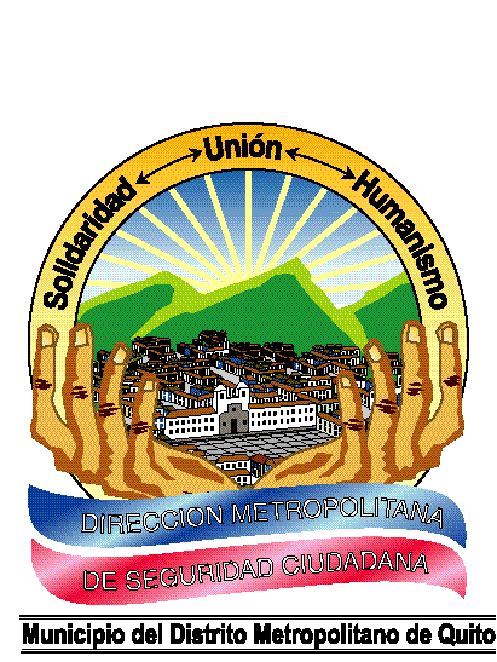 Solidaridad Unión Humanismo
DIRECCION METROPOLITANA
DE SEGURIDAD CIUDADANA
Municipio del Distrito Metropolitano de Quito